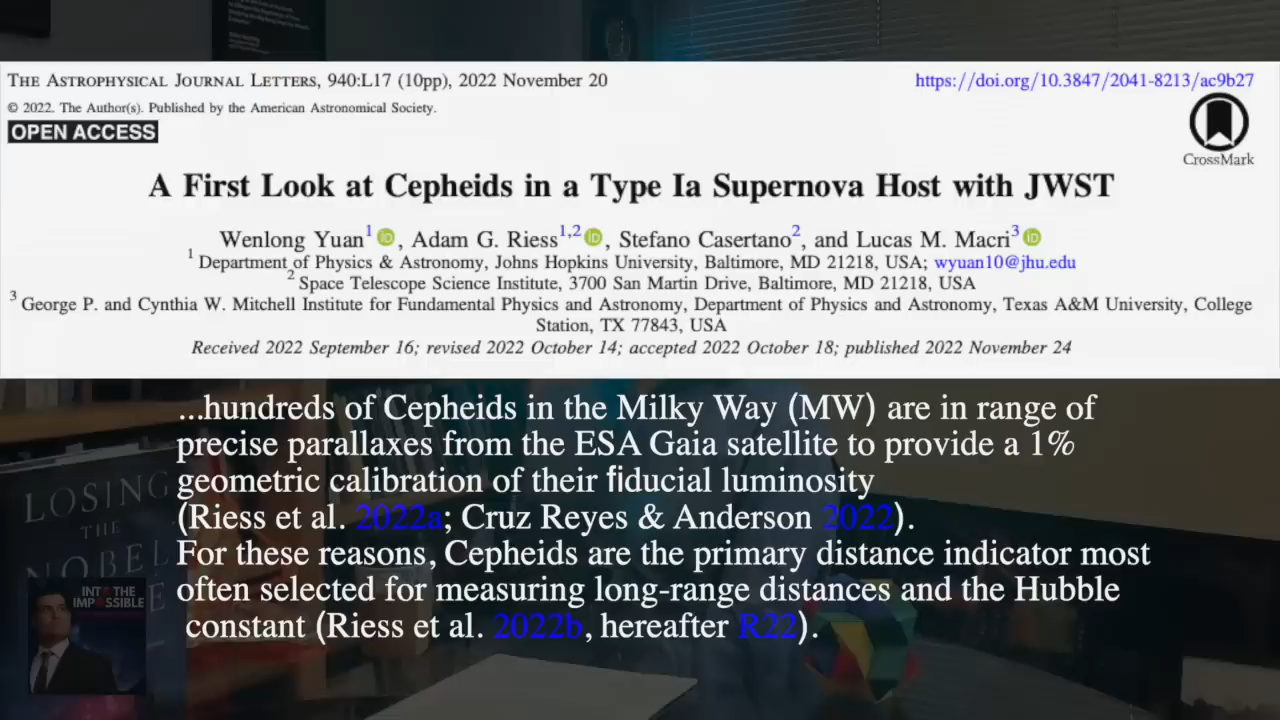 THE ASTROPHYSICAL JOURNAL LETTERS, 940:L17 (10pp), 2022 November 20
https://doi.org/10.3847/2041-8213/ac9b27
© 2022. The Author(s). Published by the American Astronomical Society.
OPEN ACCESS
CrossMark
A First Look at Cepheids in a Type Ia Supernova Host with JWST
Wenlong Yuan1 iD, Adam G. Riess1,2 iD, Stefano Casertano2, and Lucas M. Macri3 iD
1 Department of Physics & Astronomy, Johns Hopkins University, Baltimore, MD 21218, USA; wyuan10@jhu.edu
2 Space Telescope Science Institute, 3700 San Martin Drive, Baltimore, MD 21218, USA
3 George P. and Cynthia W. Mitchell Institute for Fundamental Physics and Astronomy, Department of Physics and Astronomy, Texas A&M University, College
Station, TX 77843, USA
Received 2022 September 16; revised 2022 October 14; accepted 2022 October 18; published 2022 November 24
...hundreds of Cepheids in the Milky Way (MW) are in range of
precise parallaxes from the ESA Gaia satellite to provide a 1%
geometric calibration of their fiducial luminosity
(Riess et al. 2022a; Cruz Reyes & Anderson 2022).
For these reasons, Cepheids are the primary distance indicator most
often selected for measuring long-range distances and the Hubble
constant (Riess et al. 2022b, hereafter R22).
LOSING
THE
NOBEL
INTO THE
IMPOSSIBLE